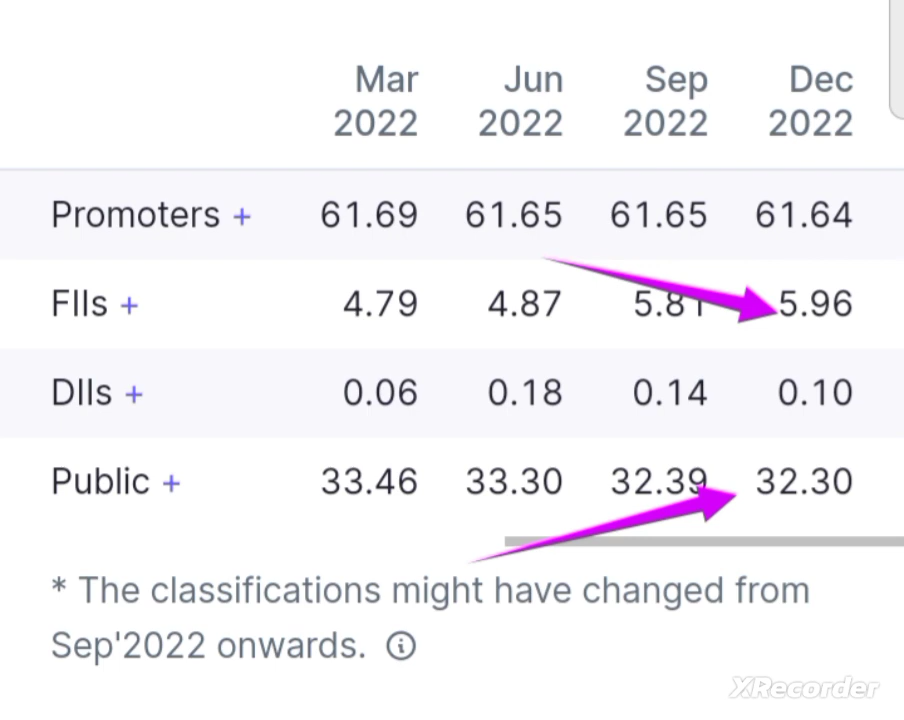 Mar Jun Sep Dec
2022 2022 2022 2022
Promoters + 61.69 61.65 61.65 61.64
FIIs + 4.79 4.87 5.81 5.96
DIIs + 0.06 0.18 0.14 0.10
Public + 33.46 33.30 32.39 32.30
* The classifications might have changed from
Sep'2022 onwards.
XRecorder